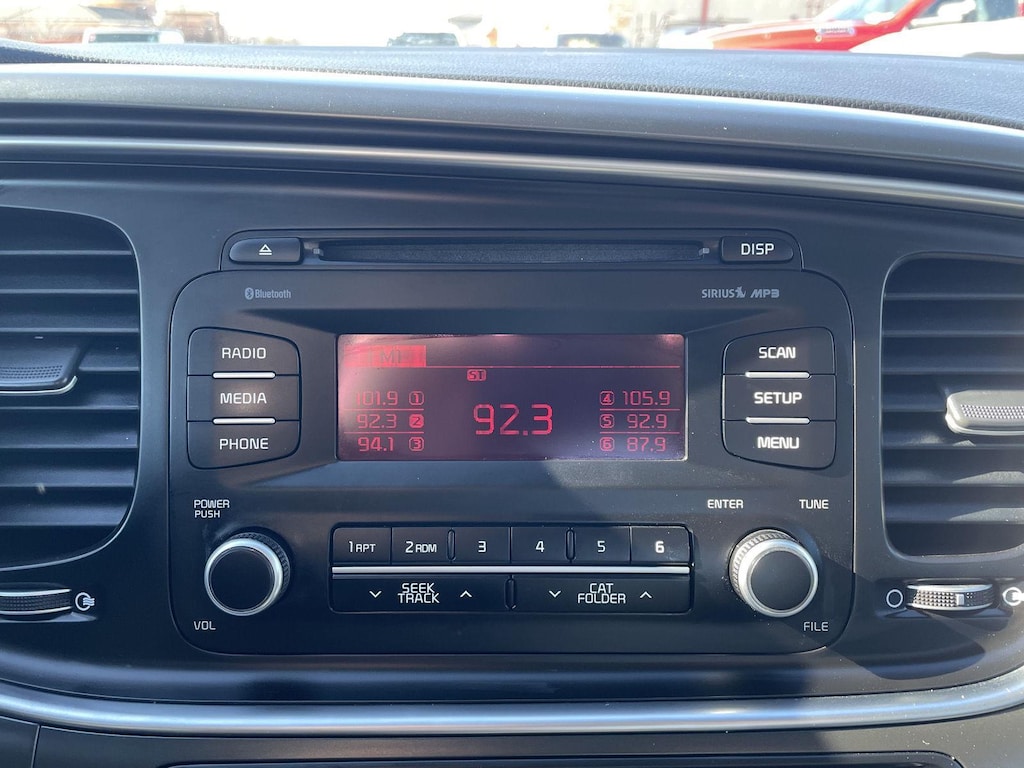 DISP
Bluetooth
SIRIUS MP3
RADIO
MEDIA
PHONE
ST
101.9 1
92.3 2
94.1 3
92.3
4 105.9
5 92.9
6 87.9
SCAN
SETUP
MENU
POWER
PUSH
VOL
1 RPT
2 RDM
3
4
5
6
SEEK
TRACK
CAT
FOLDER
ENTER
TUNE
FILE